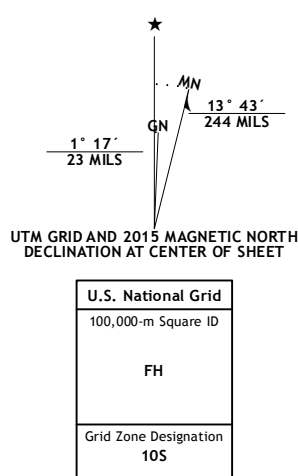 MN
GN
13° 43´
244 MILS
1° 17´
23 MILS
UTM GRID AND 2015 MAGNETIC NORTH
DECLINATION AT CENTER OF SHEET
U.S. National Grid
100,000-m Square ID
FH
Grid Zone Designation
10S